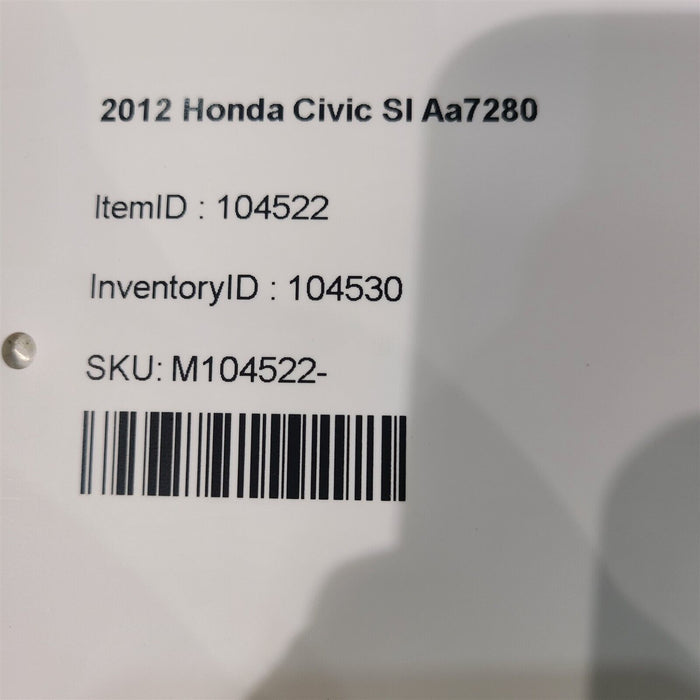 2012 Honda Civic SI Aa7280
ItemID : 104522
InventoryID : 104530
SKU: M104522-